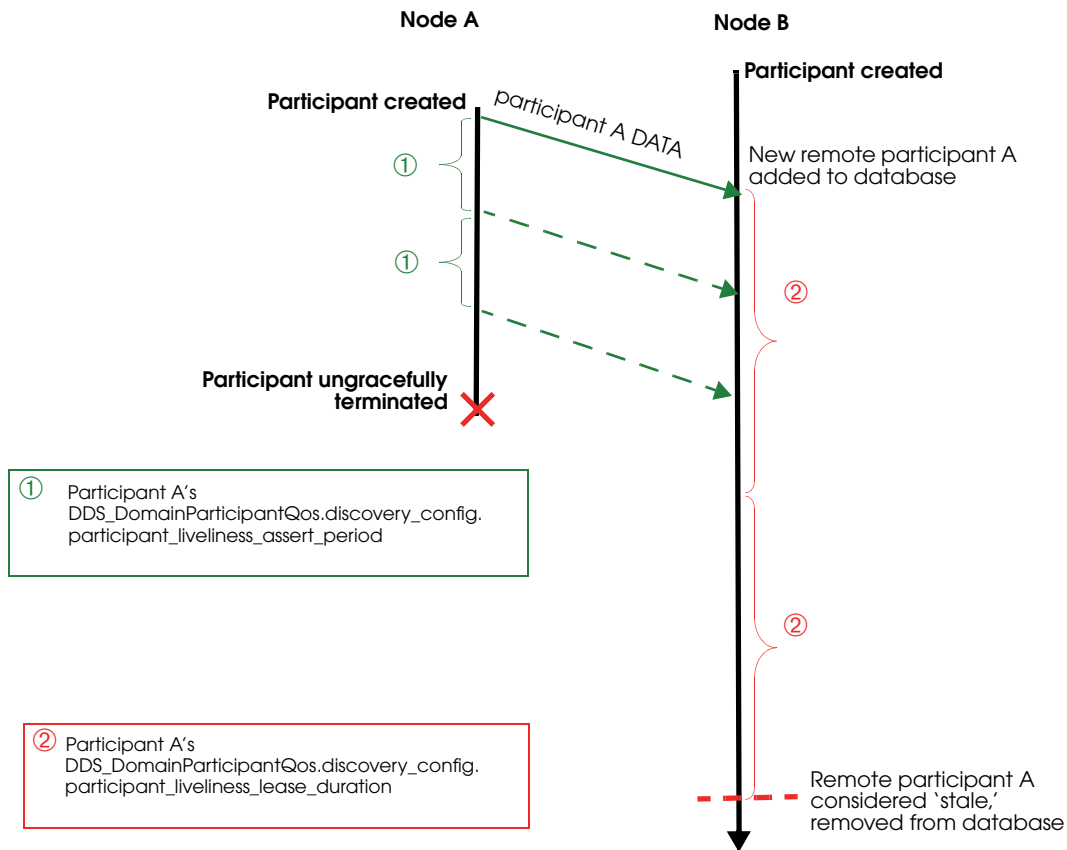 Node A
Node B
Participant created
Participant created
participant A DATA
New remote participant A
added to database
①
①
②
Participant ungracefully
terminated
① Participant A's
DDS_DomainParticipantQos.discovery_config.
participant_liveliness_assert_period
②
② Participant A's
DDS_DomainParticipantQos.discovery_config.
participant_liveliness_lease_duration
Remote participant A
considered ‘stale,’
removed from database